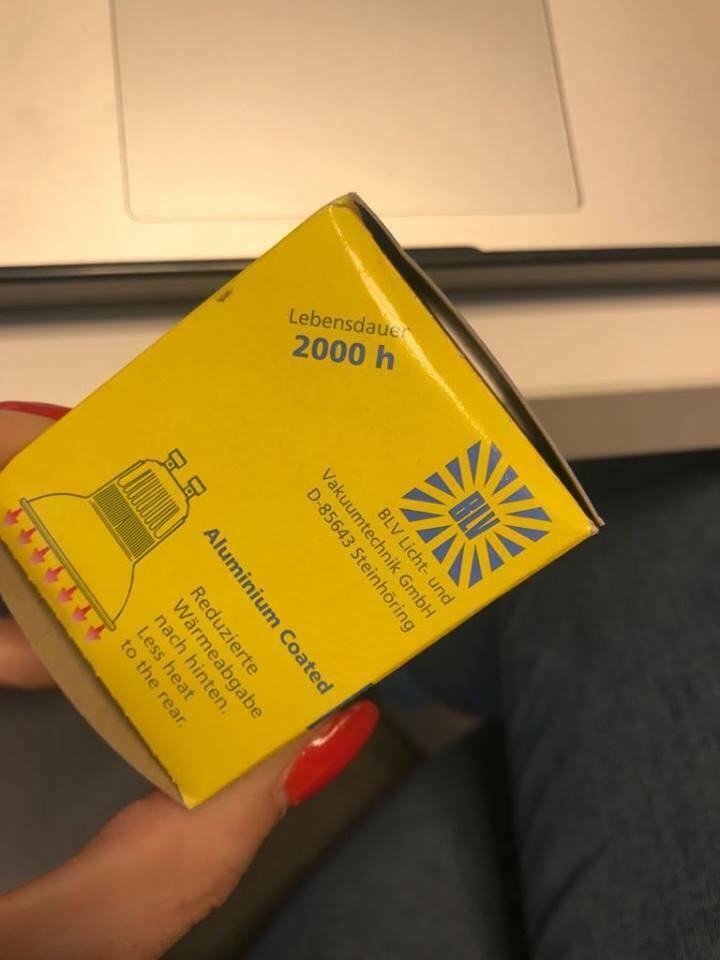 Lebensdauer
2000 h
BLV
BLV Licht- und
Vakuumtechnik GmbH
D-85643 Steinhöring
Aluminium Coated
Reduzierte
Wärmeabgabe
nach hinten.
Less heat
to the rear.